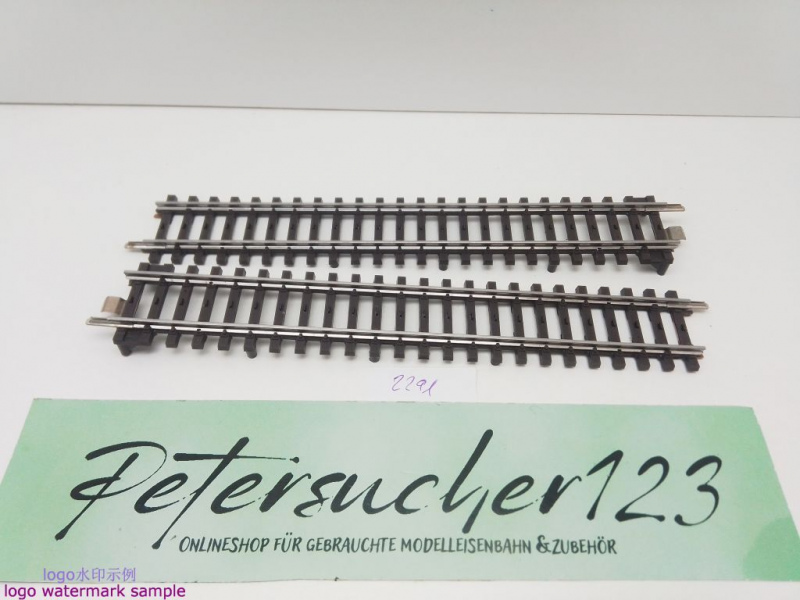 2291
Petersucher123
ONLINESHOP FÜR GEBRAUCHTE MODELLEISENBAHN & ZUBEHÖR
logo水印示例
logo watermark sample